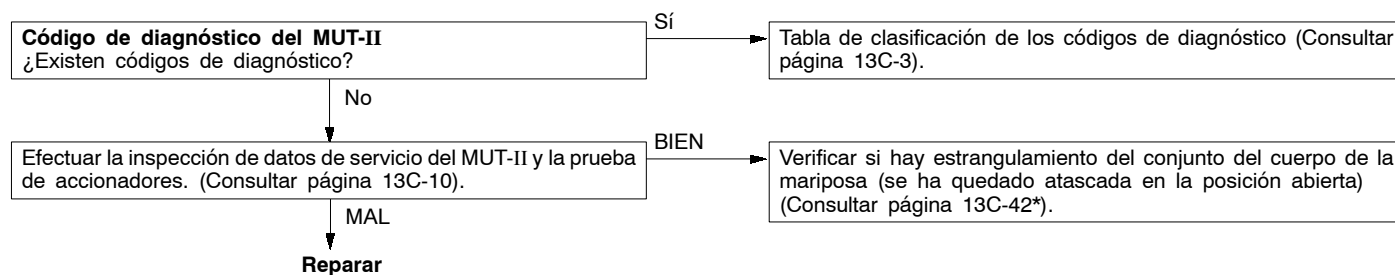 Código de diagnóstico del MUT-II
¿Existen códigos de diagnóstico?
Sí
Tabla de clasificación de los códigos de diagnóstico (Consultar
página 13C-3).
No
Efectuar la inspección de datos de servicio del MUT-II y la prueba
de accionadores. (Consultar página 13C-10).
BIEN
Verificar si hay estrangulamiento del conjunto del cuerpo de la
mariposa (se ha quedado atascada en la posición abierta)
(Consultar página 13C-42*).
MAL
Reparar